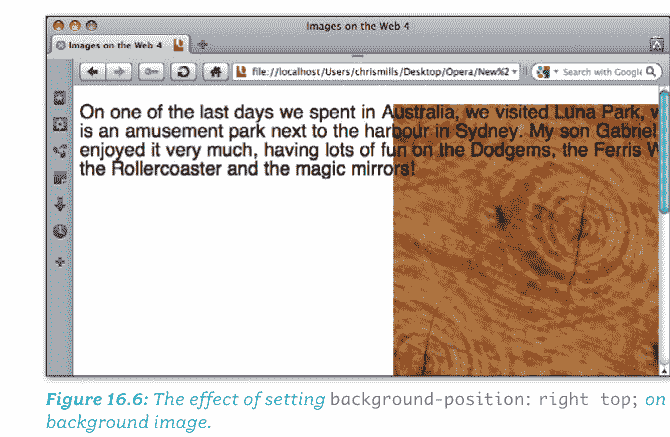 Images on the Web 4
Images on the Web 4
file://localhost/Users/chrismills/Desktop/Opera/New%2
Search with Google
On one of the last days we spent in Australia, we visited Luna Park, w
is an amusement park next to the harbour in Sydney. My son Gabriel
enjoyed it very much, having lots of fun on the Dodgems, the Ferris W
the Rollercoaster and the magic mirrors!
Figure 16.6: The effect of setting background-position: right top; on
background image.